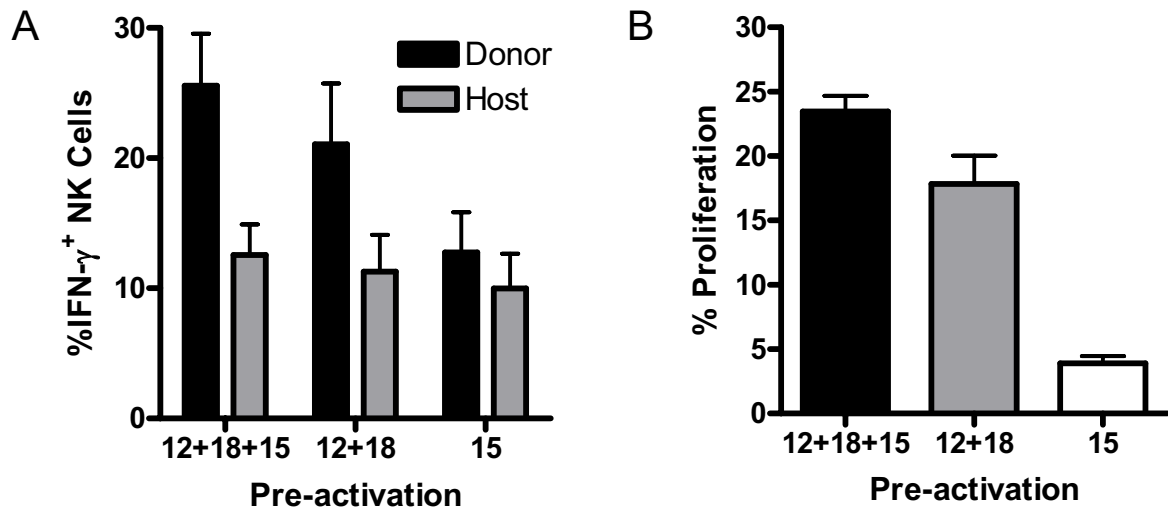 A
%IFN-γ+ NK Cells
30
20
10
0
Donor
Host
12+18+15 12+18 15
Pre-activation
B
% Proliferation
30
25
20
15
10
5
0
12+18+15 12+18 15
Pre-activation